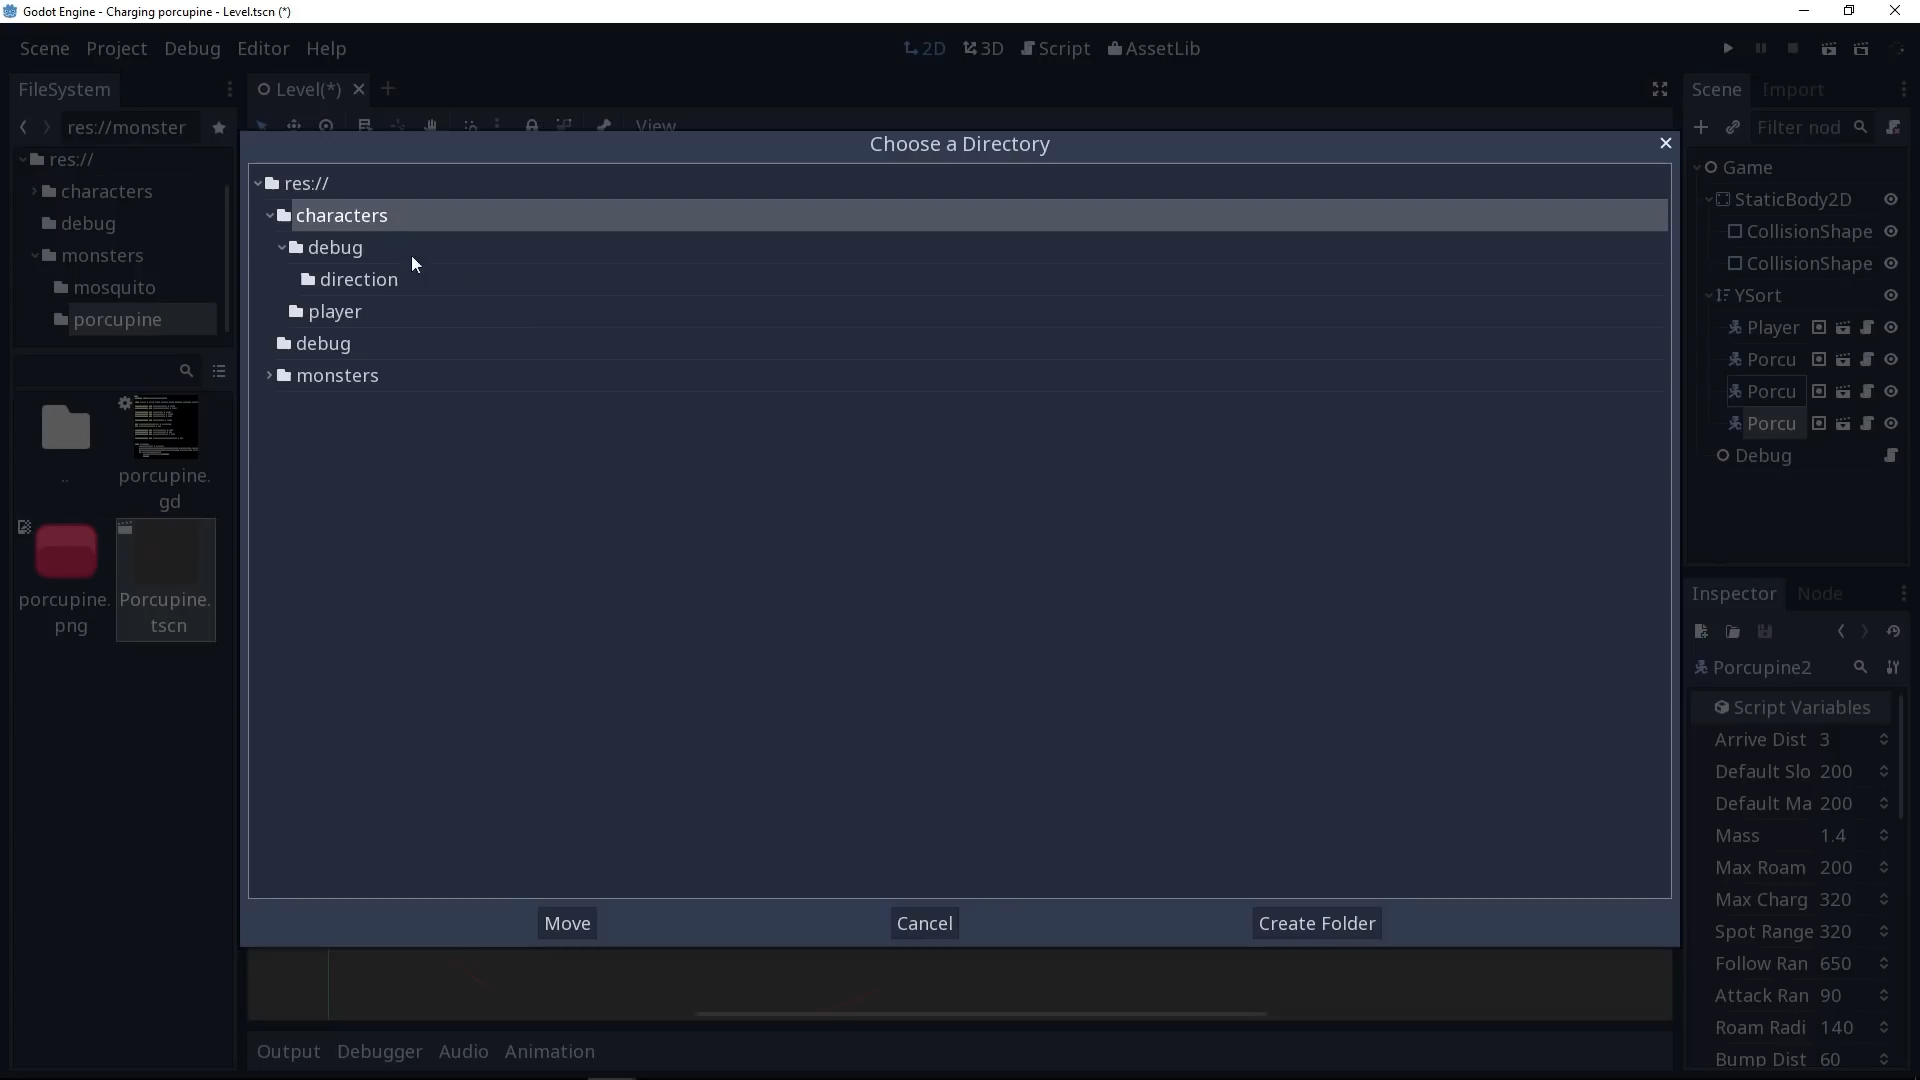 Godot Engine - Charging porcupine - Level.tscn (*)
Scene Project Debug Editor Help
2D 3D Script AssetLib
FileSystem
Level(*)
Scene Import
res://monster
View
Filter nod
Choose a Directory
res://
characters
debug
monsters
mosquito
porcupine
res://
characters
debug
direction
player
debug
monsters
Game
StaticBody2D
CollisionShape
CollisionShape
YSort
Player
Porcu
Porcu
Porcu
Debug
..
porcupine.
gd
porcupine.
png
Porcupine.
tscn
Inspector Node
Porcupine2
Script Variables
Arrive Dist 3
Default Slo 200
Default Ma 200
Mass 1.4
Max Roam 200
Max Charg 320
Spot Range 320
Follow Ran 650
Attack Ran 90
Roam Radi 140
Bump Dist 60
Move Cancel Create Folder
Output Debugger Audio Animation